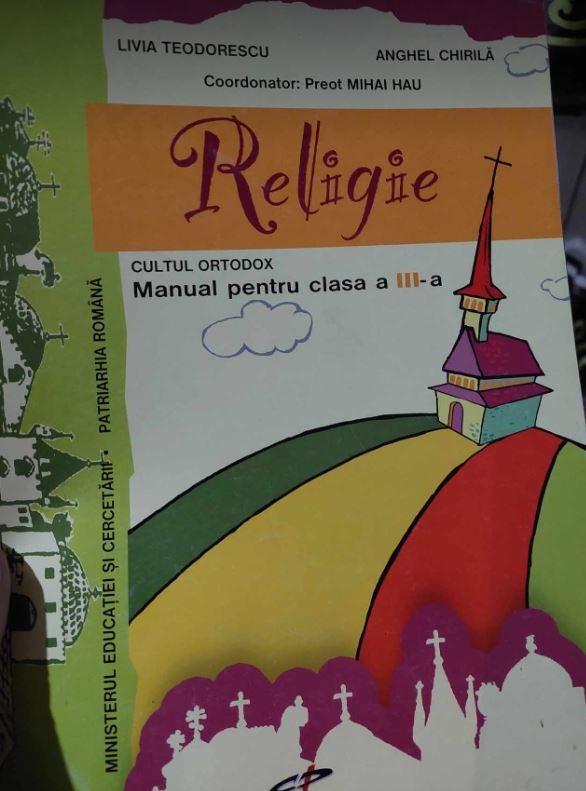 LIVIA TEODORESCU
ANGHEL CHIRILĂ
Coordonator: Preot MIHAI HAU
Religie
CULTUL ORTODOX
Manual pentru clasa a III-a
MINISTERUL EDUCAȚIEI ȘI CERCETĂRII • PATRIARHIA ROMÂNĂ